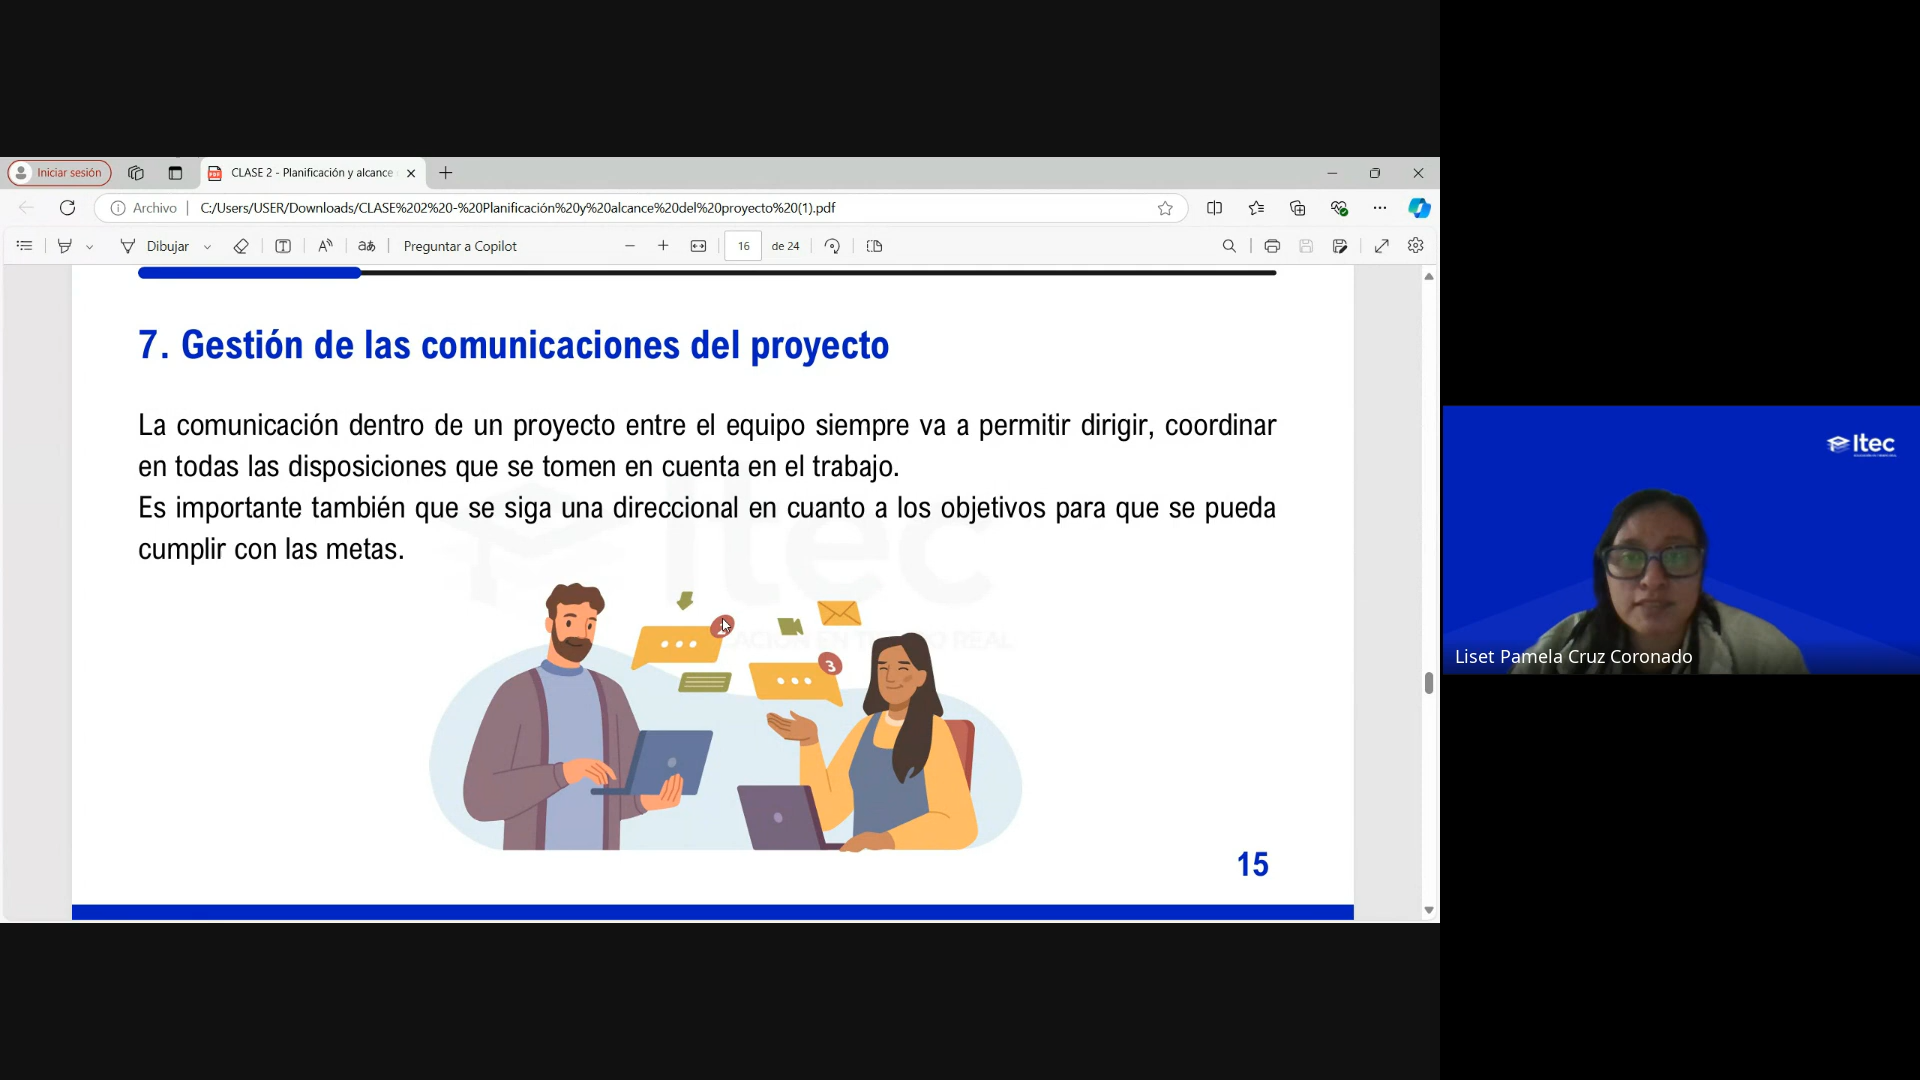 Iniciar sesión
CLASE 2 - Planificación y alcance
Archivo
C:/Users/USER/Downloads/CLASE%202%20-%20Planificación%20y%20alcance%20del%20proyecto%20(1).pdf
Dibujar
Preguntar a Copilot
16 de 24
7. Gestión de las comunicaciones del proyecto
La comunicación dentro de un proyecto entre el equipo siempre va a permitir dirigir, coordinar
en todas las disposiciones que se tomen en cuenta en el trabajo.
Es importante también que se siga una direccional en cuanto a los objetivos para que se pueda
cumplir con las metas.
Itec
3
15
Itec
Liset Pamela Cruz Coronado